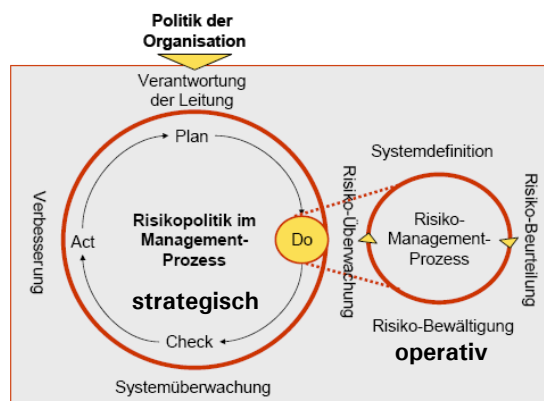 Politik der
Organisation
Verantwortung
der Leitung
Plan
Verbesserung
Act
Risikopolitik im
Management-
Prozess
Do
strategisch
Check
Systemüberwachung
Systemdefinition
Risiko-Überwachung
Risiko-
Management-
Prozess
Risiko-Beurteilung
Risiko-Bewältigung
operativ